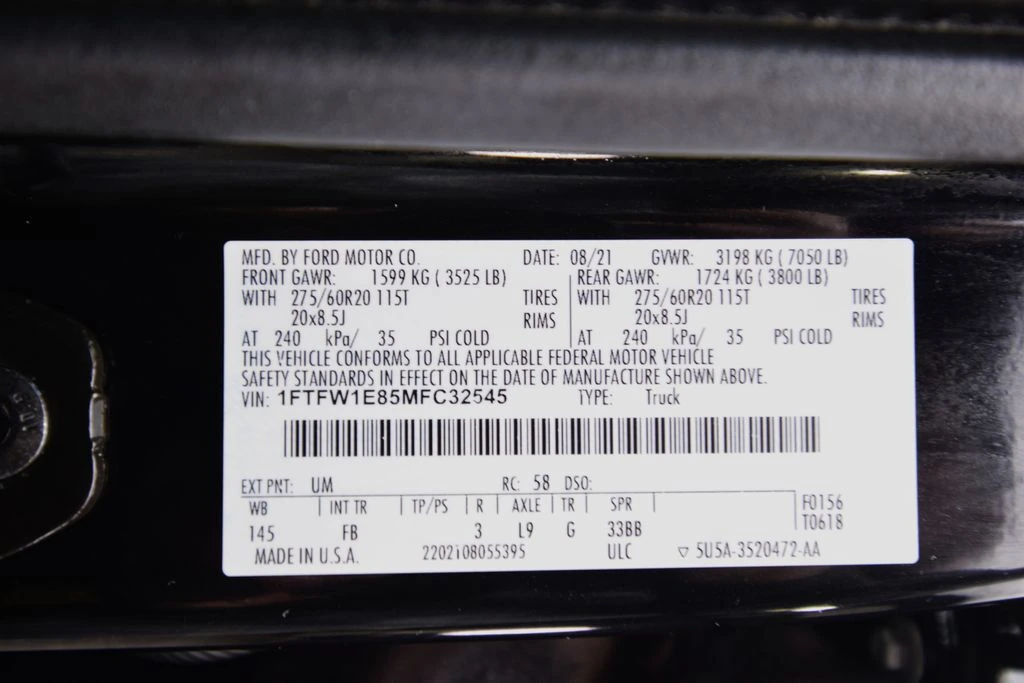 MFD. BY FORD MOTOR CO. DATE: 08/21 GVWR: 3198 KG ( 7050 LB)
FRONT GAWR: 1599 KG ( 3525 LB) REAR GAWR: 1724 KG ( 3800 LB)
WITH 275/60R20 115T TIRES WITH 275/60R20 115T TIRES
20x8.5J RIMS 20x8.5J RIMS
AT 240 kPa/ 35 PSI COLD AT 240 kPa/ 35 PSI COLD
THIS VEHICLE CONFORMS TO ALL APPLICABLE FEDERAL MOTOR VEHICLE
SAFETY STANDARDS IN EFFECT ON THE DATE OF MANUFACTURE SHOWN ABOVE.
VIN: 1FTFW1E85MFC32545 TYPE: Truck
EXT PNT: UM RC: 58 DSO:
WB INT TR TP/PS R AXLE TR SPR F0156
145 FB 3 L9 G 33BB T0618
MADE IN U.S.A. 2202108055395 ULC ▽ 5U5A-3520472-AA